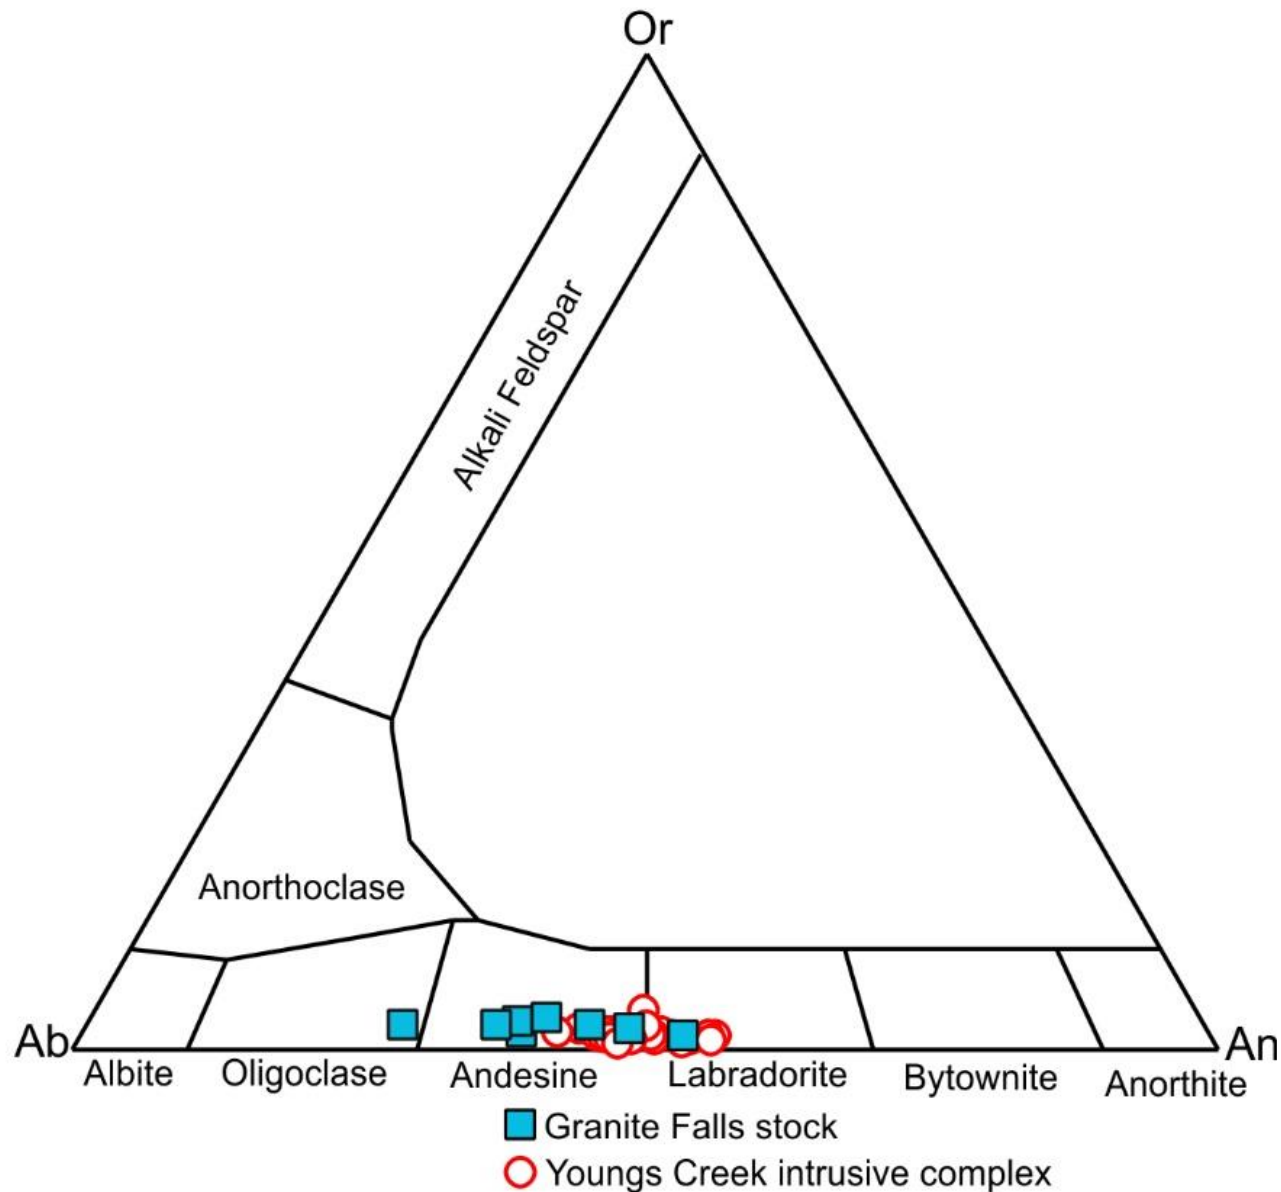 Or
Alkali Feldspar
Anorthoclase
Ab
An
Albite
Oligoclase
Andesine
Labradorite
Bytownite
Anorthite
Granite Falls stock
Youngs Creek intrusive complex